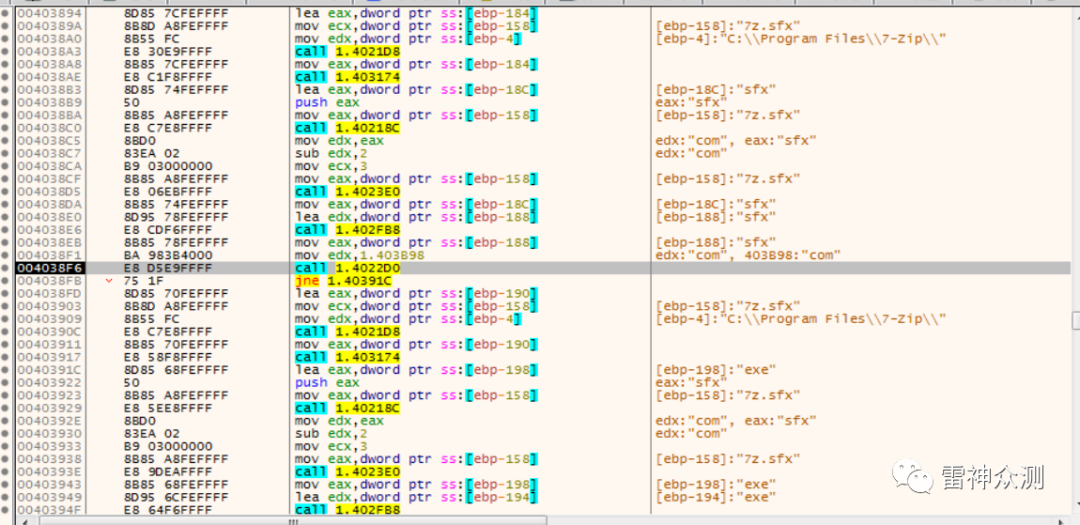 00403894 8D85 7CFEFFFF lea eax,dword ptr ss:[ebp-184]
0040389A 8B8D A8FEFFFF mov ecx,dword ptr ss:[ebp-158] [ebp-158]:"7z.sfx"
004038A0 8B55 FC mov edx,dword ptr ss:[ebp-4] [ebp-4]:"C:\\Program Files\\7-Zip\\"
004038A3 E8 30E9FFFF call 1.4021D8
004038A8 8B85 7CFEFFFF mov eax,dword ptr ss:[ebp-184]
004038AE E8 C1F8FFFF call 1.403174
004038B3 8D85 74FEFFFF lea eax,dword ptr ss:[ebp-18C] [ebp-18C]:"sfx"
004038B9 50 push eax eax:"sfx"
004038BA 8B85 A8FEFFFF mov eax,dword ptr ss:[ebp-158] [ebp-158]:"7z.sfx"
004038C0 E8 C7E8FFFF call 1.40218C
004038C5 8BD0 mov edx,eax edx:"com", eax:"sfx"
004038C7 83EA 02 sub edx,2 edx:"com"
004038CA B9 03000000 mov ecx,3
004038CF 8B85 A8FEFFFF mov eax,dword ptr ss:[ebp-158] [ebp-158]:"7z.sfx"
004038D5 E8 06EBFFFF call 1.4023E0
004038DA 8B85 74FEFFFF mov eax,dword ptr ss:[ebp-18C] [ebp-18C]:"sfx"
004038E0 8D95 78FEFFFF lea edx,dword ptr ss:[ebp-188] [ebp-188]:"sfx"
004038E6 E8 CDF6FFFF call 1.402FB8
004038EB 8B85 78FEFFFF mov eax,dword ptr ss:[ebp-188] [ebp-188]:"sfx"
004038F1 BA 983B4000 mov edx,1.403B98 edx:"com", 403B98:"com"
004038F6 E8 D5E9FFFF call 1.4022D0
004038FB 75 1F jne 1.40391C
004038FD 8D85 70FEFFFF lea eax,dword ptr ss:[ebp-190]
00403903 8B8D A8FEFFFF mov ecx,dword ptr ss:[ebp-158] [ebp-158]:"7z.sfx"
00403909 8B55 FC mov edx,dword ptr ss:[ebp-4] [ebp-4]:"C:\\Program Files\\7-Zip\\"
0040390C E8 C7E8FFFF call 1.4021D8
00403911 8B85 70FEFFFF mov eax,dword ptr ss:[ebp-190]
00403917 E8 58F8FFFF call 1.403174
0040391C 8D85 68FEFFFF lea eax,dword ptr ss:[ebp-198] [ebp-198]:"exe"
00403922 50 push eax eax:"sfx"
00403923 8B85 A8FEFFFF mov eax,dword ptr ss:[ebp-158] [ebp-158]:"7z.sfx"
00403929 E8 5EE8FFFF call 1.40218C
0040392E 8BD0 mov edx,eax edx:"com", eax:"sfx"
00403930 83EA 02 sub edx,2 edx:"com"
00403933 B9 03000000 mov ecx,3
00403938 8B85 A8FEFFFF mov eax,dword ptr ss:[ebp-158] [ebp-158]:"7z.sfx"
0040393E E8 9DEAFFFF call 1.4023E0
00403943 8B85 68FEFFFF mov eax,dword ptr ss:[ebp-198] [ebp-198]:"exe"
00403949 8D95 6CFEFFFF lea edx,dword ptr ss:[ebp-194] [ebp-194]:"exe"
0040394F E8 64F6FFFF call 1.402FB8
雷神众测